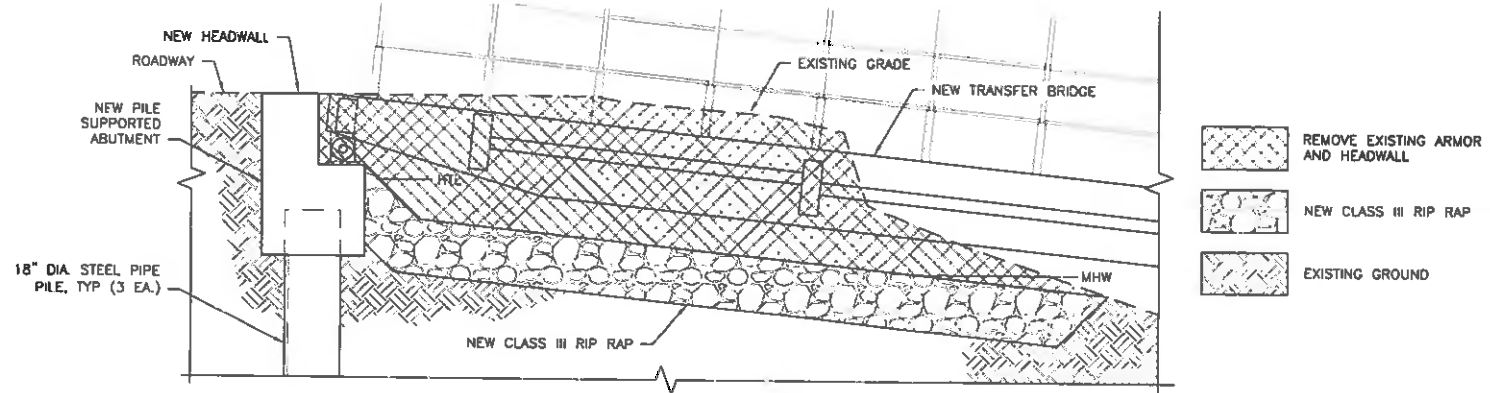 NEW HEADWALL
ROADWAY
NEW PILE
SUPPORTED
ABUTMENT
EXISTING GRADE
NEW TRANSFER BRIDGE
HTL
MHW
18" DIA. STEEL PIPE
PILE, TYP (3 EA.)
NEW CLASS III RIP RAP
REMOVE EXISTING ARMOR
AND HEADWALL
NEW CLASS III RIP RAP
EXISTING GROUND